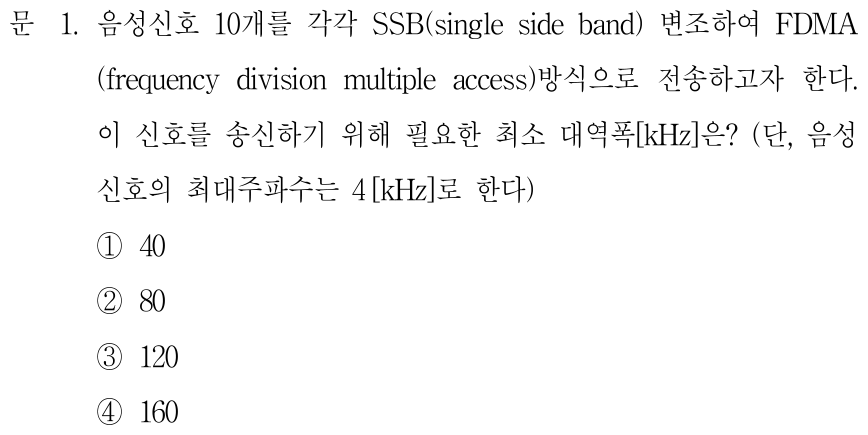 문 1. 음성신호 10개를 각각 SSB(single side band) 변조하여 FDMA
(frequency division multiple access)방식으로 전송하고자 한다.
이 신호를 송신하기 위해 필요한 최소 대역폭[kHz]은? (단, 음성
신호의 최대주파수는 4 [kHz]로 한다)
① 40
② 80
③ 120
④ 160